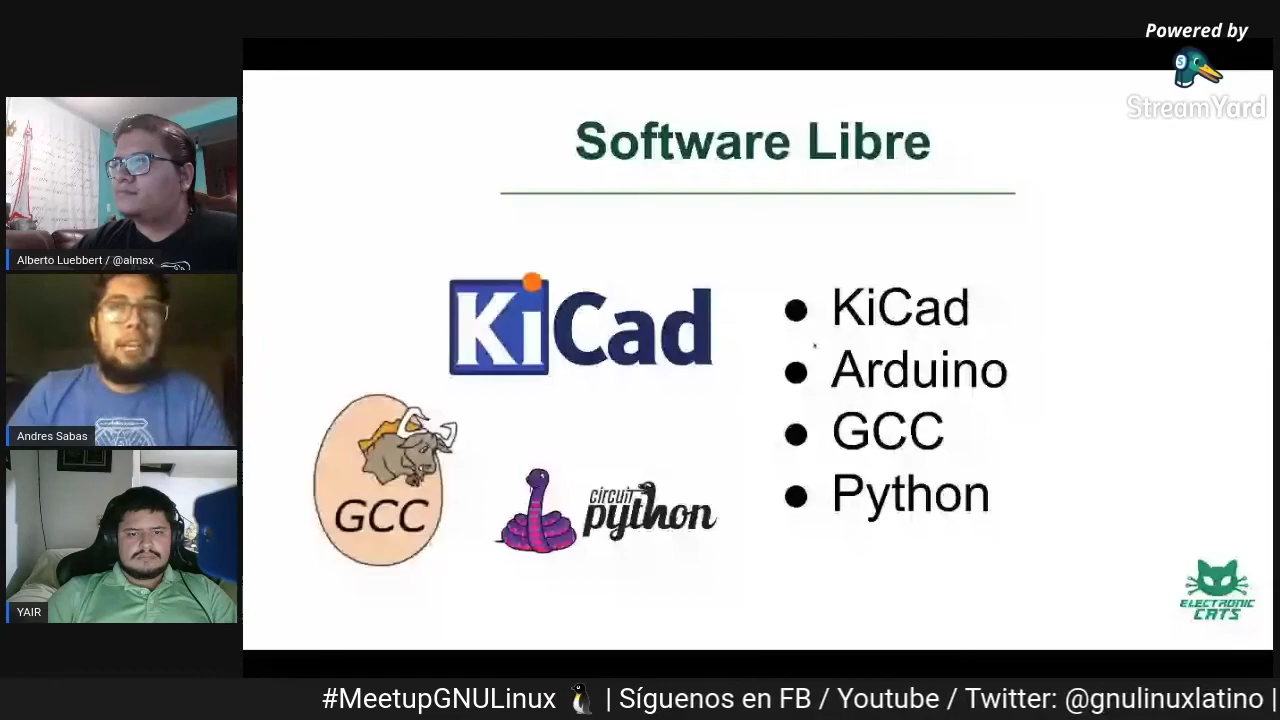 Powered by
StreamYard
Software Libre
KiCad
GCC
circuit
python
● KiCad
● Arduino
● GCC
● Python
ELECTRONIC
CATS
Alberto Luebbert / @almsx
Andres Sabas
YAIR
#MeetupGNULinux 🐧 | Síguenos en FB / Youtube / Twitter: @gnulinuxlatino |